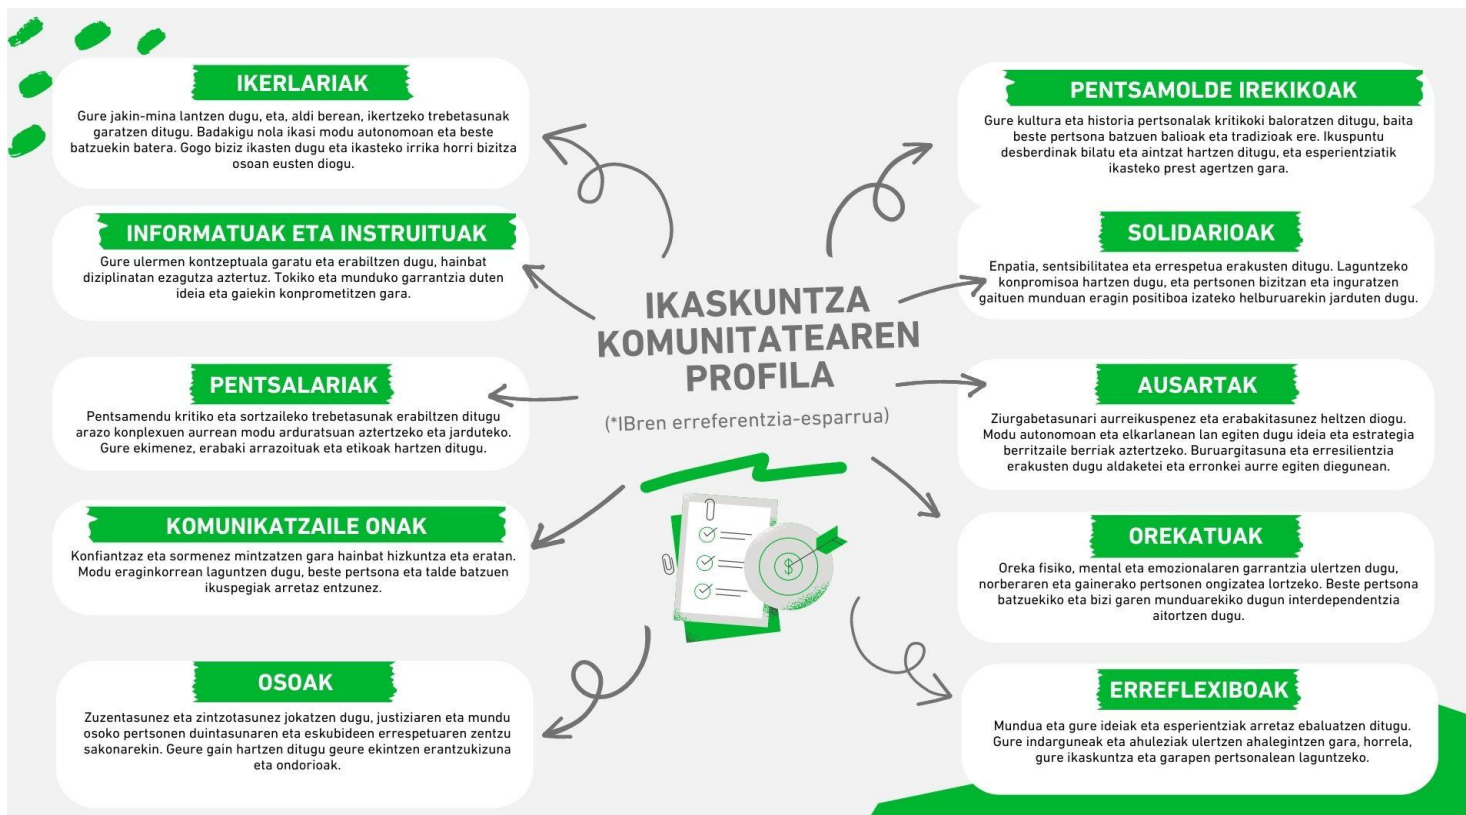 IKERLARIAK
Gure jakin-mina lantzen dugu, eta, aldi berean, ikertzeko trebetasunak
garatzen ditugu. Badakigu nola ikasi modu autonomoan eta beste
batzuekin batera. Gogo biziz ikasten dugu eta ikasteko irrika horri bizitza
osoan eusten diogu.
INFORMATUAK ETA INSTRUITUAK
Gure ulermen kontzeptuala garatu eta erabiltzen dugu, hainbat
diziplinatan ezagutza aztertuz. Tokiko eta munduko garrantzia duten
ideia eta gaiekin konprometitzen gara.
PENTSALARIAK
Pentsamendu kritiko eta sortzaileko trebetasunak erabiltzen ditugu
arazo konplexuen aurrean modu arduratsuan aztertzeko eta jarduteko.
Gure ekimenez, erabaki arrazoituak eta etikoak hartzen ditugu.
KOMUNIKATZAILE ONAK
Konfiantzaz eta sormenez mintzatzen gara hainbat hizkuntza eta eratan.
Modu eraginkorrean laguntzen dugu, beste pertsona eta talde batzuen
ikuspegiak arretaz entzunez.
OSOAK
Zuzentasunez eta zintzotasunez jokatzen dugu, justiziaren eta mundu
osoko pertsonen duintasunaren eta eskubideen errespetuaren zentzu
sakonarekin. Geure gain hartzen ditugu geure ekintzen erantzukizuna
eta ondorioak.
IKASKUNTZA
KOMUNITATEAREN
PROFILA
(*IBren erreferentzia-esparrua)
$
PENTSAMOLDE IREKIKOAK
Gure kultura eta historia pertsonalak kritikoki baloratzen ditugu, baita
beste pertsona batzuen balioak eta tradizioak ere. Ikuspuntu
desberdinak bilatu eta aintzat hartzen ditugu, eta esperientziatik
ikasteko prest agertzen gara.
SOLIDARIOAK
Enpatia, sentsibilitatea eta errespetua erakusten ditugu. Laguntzeko
konpromisoa hartzen dugu, eta pertsonen bizitzan eta inguratzen
gaituen munduan eragin positiboa izateko helburuarekin jarduten dugu.
AUSARTAK
Ziurgabetasunari aurreikuspenez eta erabakitasunez heltzen diogu.
Modu autonomoan eta elkarlanean lan egiten dugu ideia eta estrategia
berritzaile berriak aztertzeko. Buruargitasuna eta erresilientzia
erakusten dugu aldaketei eta erronkei aurre egiten diegunean.
OREKATUAK
Oreka fisiko, mental eta emozionalaren garrantzia ulertzen dugu,
norberaren eta gainerako pertsonen ongizatea lortzeko. Beste pertsona
batzuekiko eta bizi garen munduarekiko dugun interdependentzia
aitortzen dugu.
ERREFLEXIBOAK
Mundua eta gure ideiak eta esperientziak arretaz ebaluatzen ditugu.
Gure indarguneak eta ahuleziak ulertzen ahalegintzen gara, horrela,
gure ikaskuntza eta garapen pertsonalean laguntzeko.